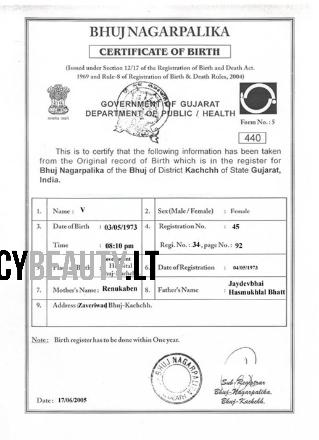 BHUJ NAGARPALIKA
CERTIFICATE OF BIRTH
(Issued under Section 12/17 of the Registration of Birth and Death Act.
1969 and Rule-8 of Registration of Birth & Death Rules, 2004)
GOVERNMENT OF GUJARAT
DEPARTMENT OF PUBLIC / HEALTH
Form No. : 5
440
This is to certify that the following information has been taken
from the Original record of Birth which is in the register for
Bhuj Nagarpalika of the Bhuj of District Kachchh of State Gujarat,
India.
1. Name : V 2. Sex (Male / Female) : Female
3. Date of Birth : 03/05/1973 4. Registration No. 45
Time : 08:10 pm Regi. No. : 34, page no. : 92
Hospital 6. Date of Registration : 04/05/1973
CYBEAUTY.LT
7. Mother's Name : Renukaben 8. Father's Name Jaydevbhai
Hasmukhlal Bhatt
9. Address (Zaveriwad) Bhuj-Kachchh.
Note : Birth register has to be done within One year.
BHUJ NAGARPALIKA
Date : 17/06/2005
Sub-Registrar
Bhuj-Nagarpalika,
Bhuj-Kachchh.